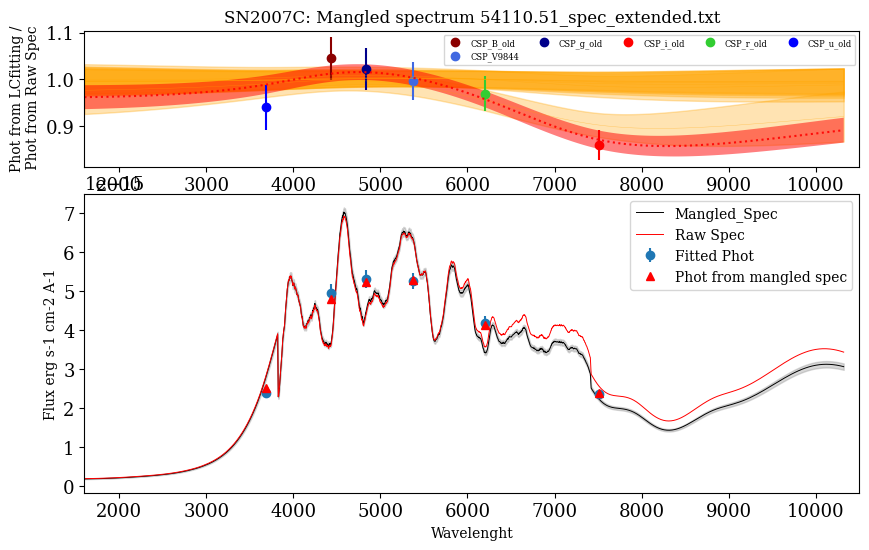 SN2007C: Mangled spectrum 54110.51_spec_extended.txt
Phot from LCfitting /
Phot from Raw Spec
1.1
1.0
0.9
CSP_B_old
CSP_g_old
CSP_i_old
CSP_r_old
CSP_u_old
CSP_V9844
2000 3000 4000 5000 6000 7000 8000 9000 10000
1e−15
Flux erg s-1 cm-2 A-1
7
6
5
4
3
2
1
0
Mangled_Spec
Raw Spec
Fitted Phot
Phot from mangled spec
2000 3000 4000 5000 6000 7000 8000 9000 10000
Wavelenght